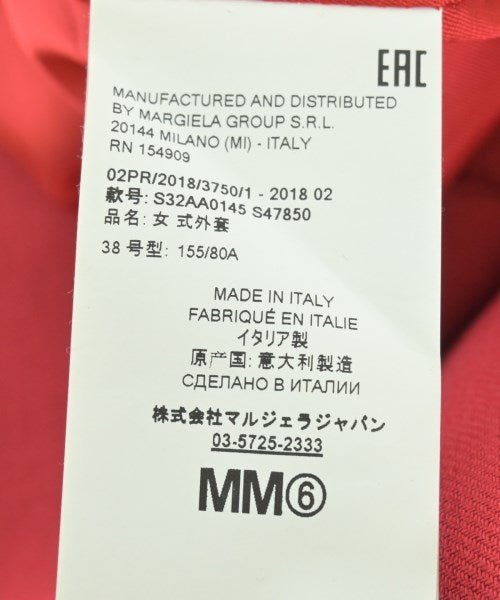 EAC
MANUFACTURED AND DISTRIBUTED
BY MARGIELA GROUP S.R.L.
20144 MILANO (MI) - ITALY
RN 154909
02PR/2018/3750/1 - 2018 02
款号: S32AA0145 S47850
品名: 女 式外套
38 号型: 155/80A
MADE IN ITALY
FABRIQUÉ EN ITALIE
イタリア製
原产国: 意大利製造
СДЕЛАНО В ИТАЛИИ
株式会社マルジェラジャパン
03-5725-2333
MM⑥